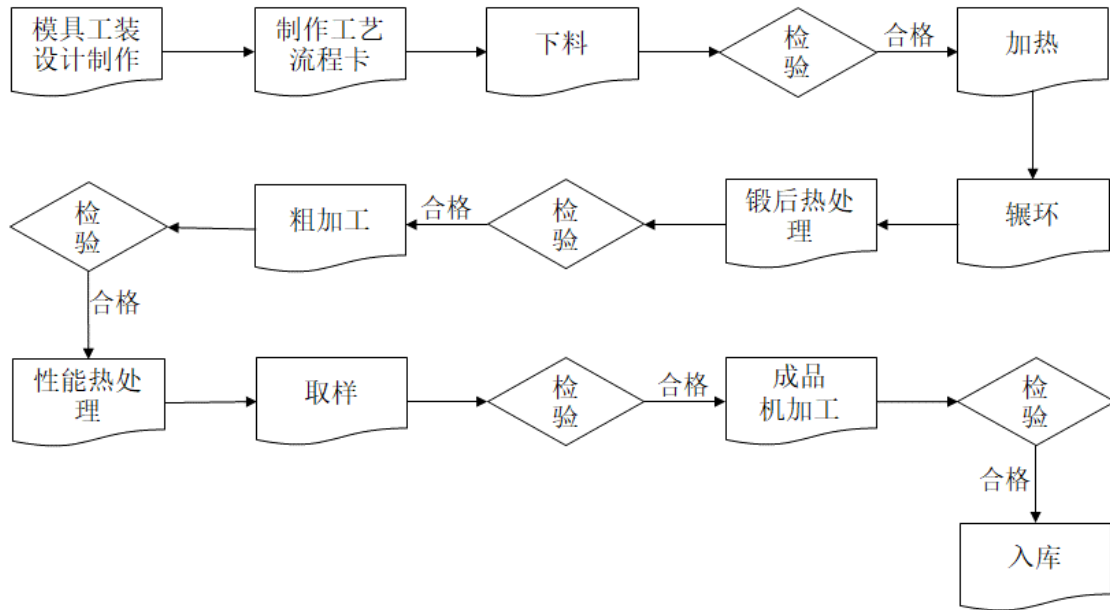 模具工装
设计制作
制作工艺
流程卡
下料
检
验
合格
加热
辗环
锻后热处
理
检
验
合格
粗加工
检
验
合格
性能热处
理
取样
检
验
合格
成品
机加工
检
验
合格
入库